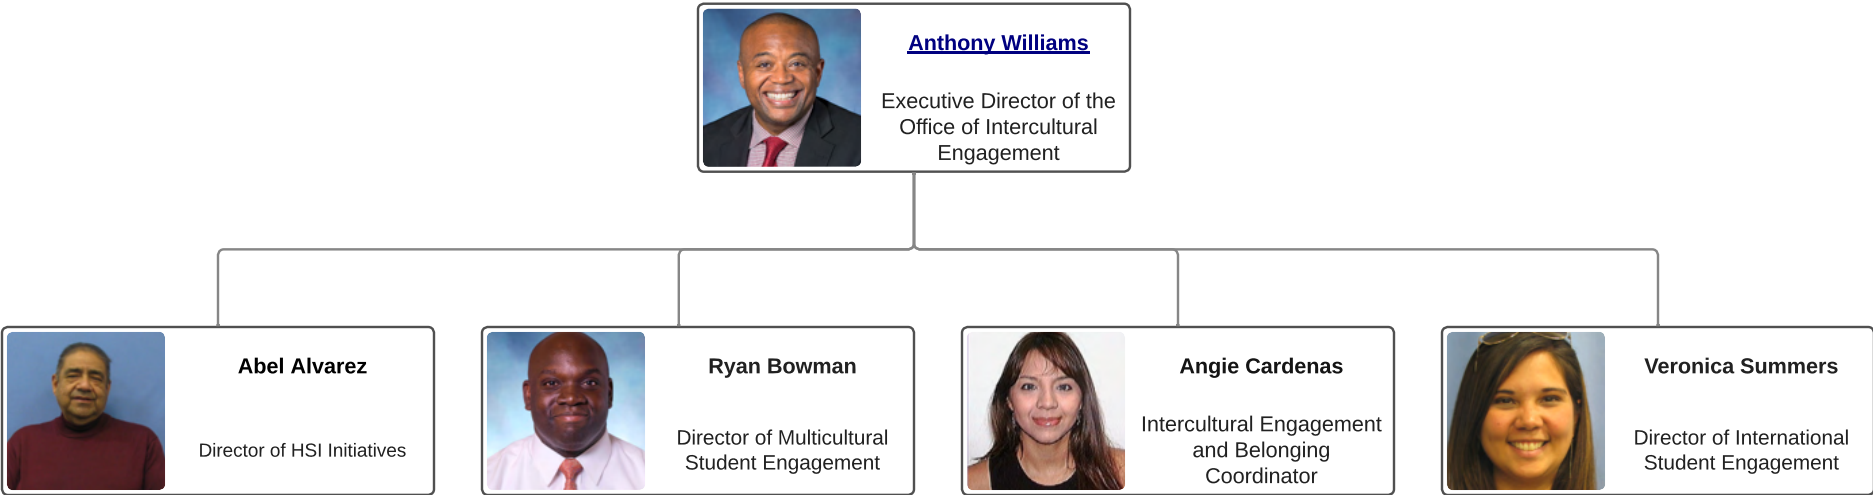 Anthony Williams
Executive Director of the
Office of Intercultural
Engagement
Abel Alvarez
Director of HSI Initiatives
Ryan Bowman
Director of Multicultural
Student Engagement
Angie Cardenas
Intercultural Engagement
and Belonging
Coordinator
Veronica Summers
Director of International
Student Engagement